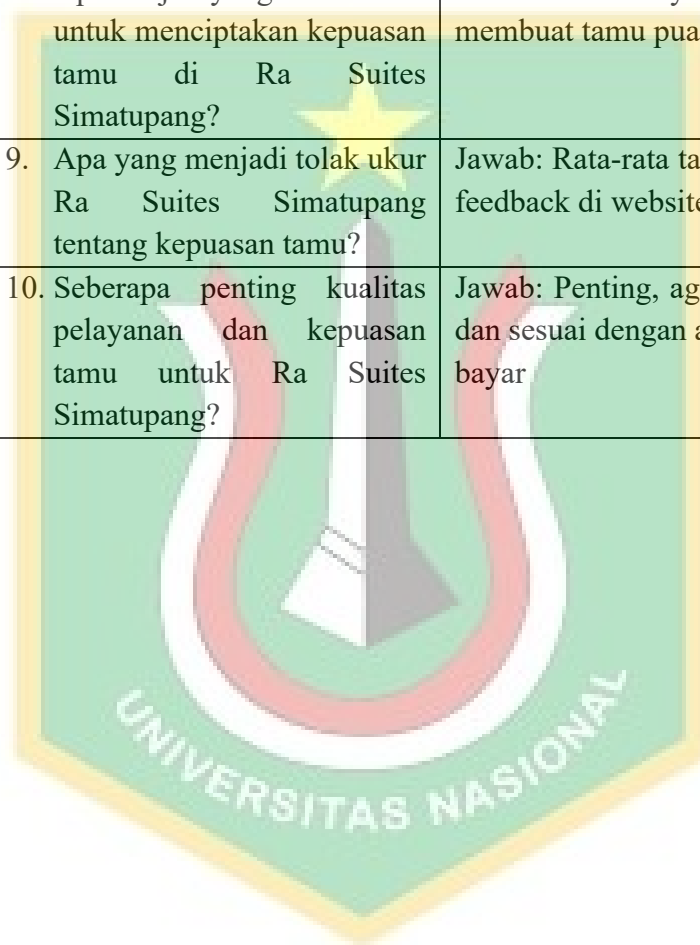 untuk menciptakan kepuasan
tamu di Ra Suites
Simatupang?
membuat tamu pua
9. Apa yang menjadi tolak ukur
Ra Suites Simatupang
tentang kepuasan tamu?
Jawab: Rata-rata ta
feedback di website
10. Seberapa penting kualitas
pelayanan dan kepuasan
tamu untuk Ra Suites
Simatupang?
Jawab: Penting, ag
dan sesuai dengan a
bayar
UNIVERSITAS NASIONAL